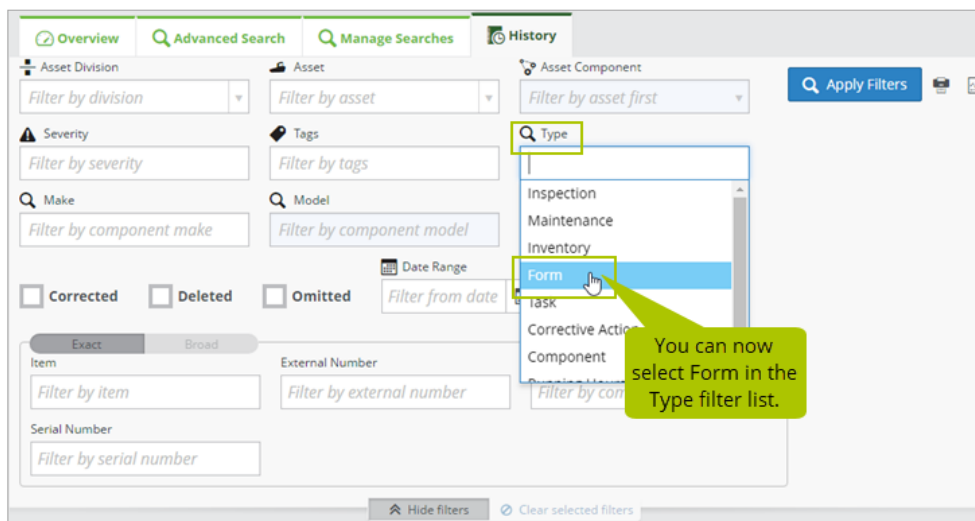 Overview Advanced Search Manage Searches History
Asset Division Asset Asset Component
Filter by division Filter by asset Filter by asset first Apply Filters
Severity Tags Type
Filter by severity Filter by tags
Inspection
Make Model
Maintenance
Filter by component make Filter by component model
Inventory
Date Range
Form
Corrected Deleted Omitted Filter from date
Task
Corrective Action
Exact Broad
Component
Item External Number
Running Hours
Filter by item Filter by external number Filter by com
You can now
select Form in the
Type filter list.
Serial Number
Filter by serial number
Hide filters Clear selected filters